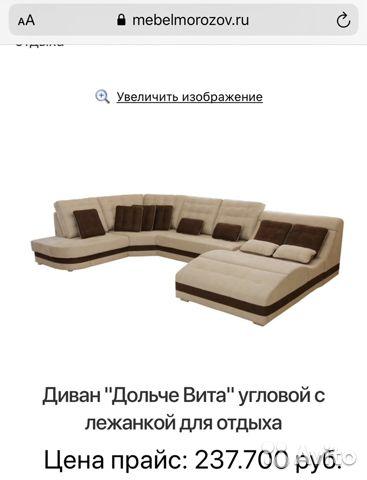 AA
mebelmorozov.ru
отдыха
Увеличить изображение
Диван "Дольче Вита" угловой с
лежанкой для отдыха
Цена прайс: 237.700 руб.
Avito